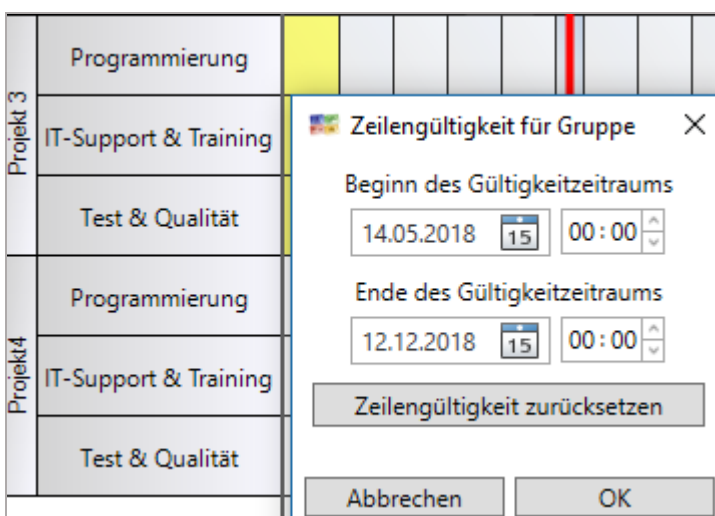 Projekt 3
Programmierung
IT-Support & Training
Test & Qualität
Projekt4
Programmierung
IT-Support & Training
Test & Qualität
Zeilengültigkeit für Gruppe
Beginn des Gültigkeitzeitraums
14.05.2018 15 00:00
Ende des Gültigkeitzeitraums
12.12.2018 15 00:00
Zeilengültigkeit zurücksetzen
Abbrechen OK